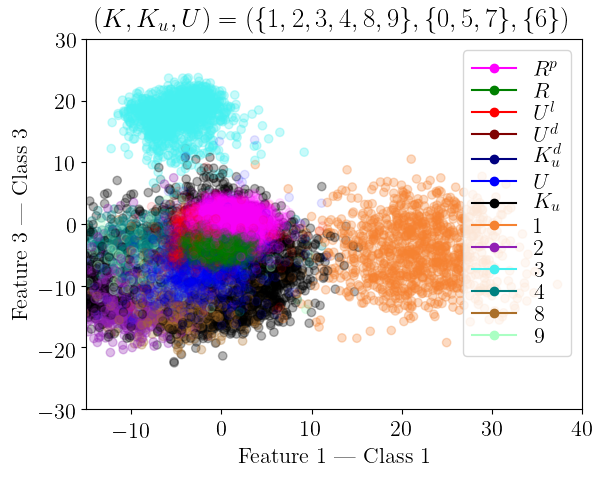 (K, K_u, U) = ({1, 2, 3, 4, 8, 9}, {0, 5, 7}, {6})
30
20
10
0
−10
−20
−30
Feature 3 — Class 3
−10
0
10
20
30
40
Feature 1 — Class 1
R^p
R
U^l
U^d
K_u^d
U
K_u
1
2
3
4
8
9